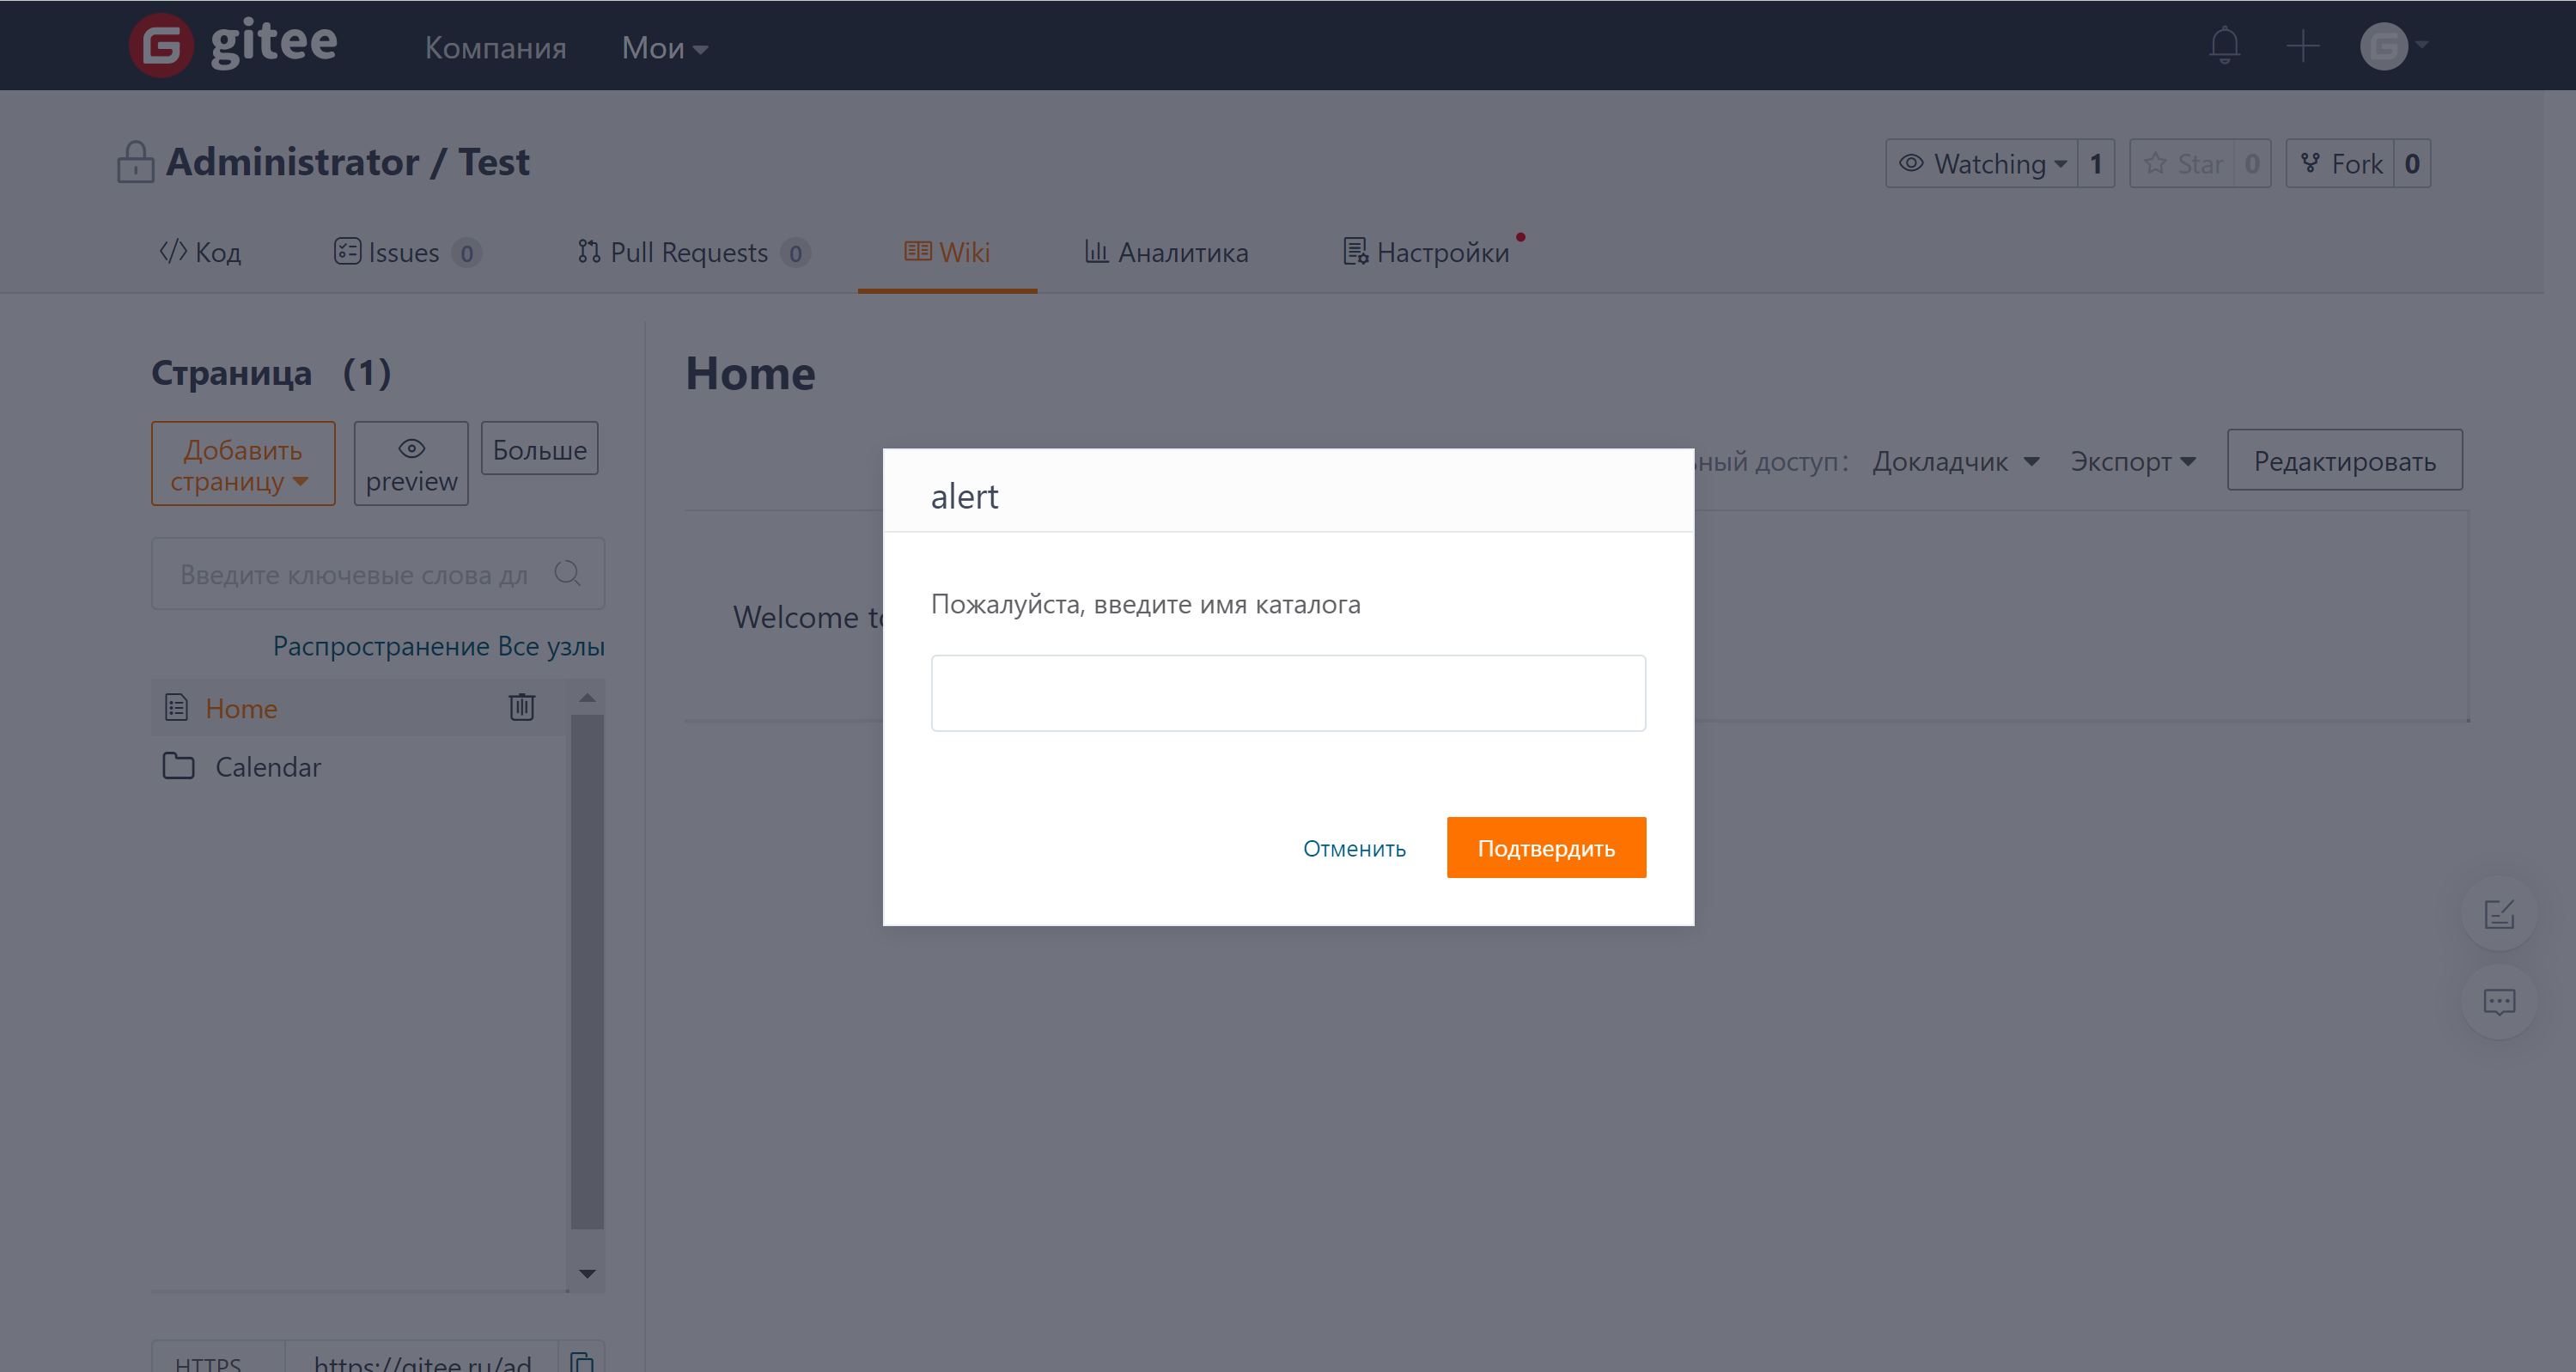 gitee
Компания
Мои
Administrator / Test
Watching 1
Star 0
Fork 0
Код
Issues 0
Pull Requests 0
Wiki
Аналитика
Настройки
Страница (1)
Добавить
страницу
preview
Больше
Введите ключевые слова дл
Распространение Все узлы
Home
Calendar
HTTPS
https://gitee.ru/ad
Home
доступ:
Докладчик
Экспорт
Редактировать
Welcome
alert
Пожалуйста, введите имя каталога
Отменить
Подтвердить